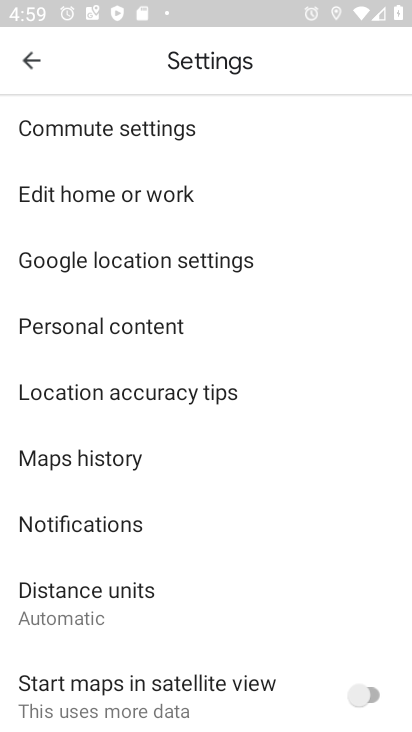 4:59
Settings
Commute settings
Edit home or work
Google location settings
Personal content
Location accuracy tips
Maps history
Notifications
Distance units
Automatic
Start maps in satellite view
This uses more data